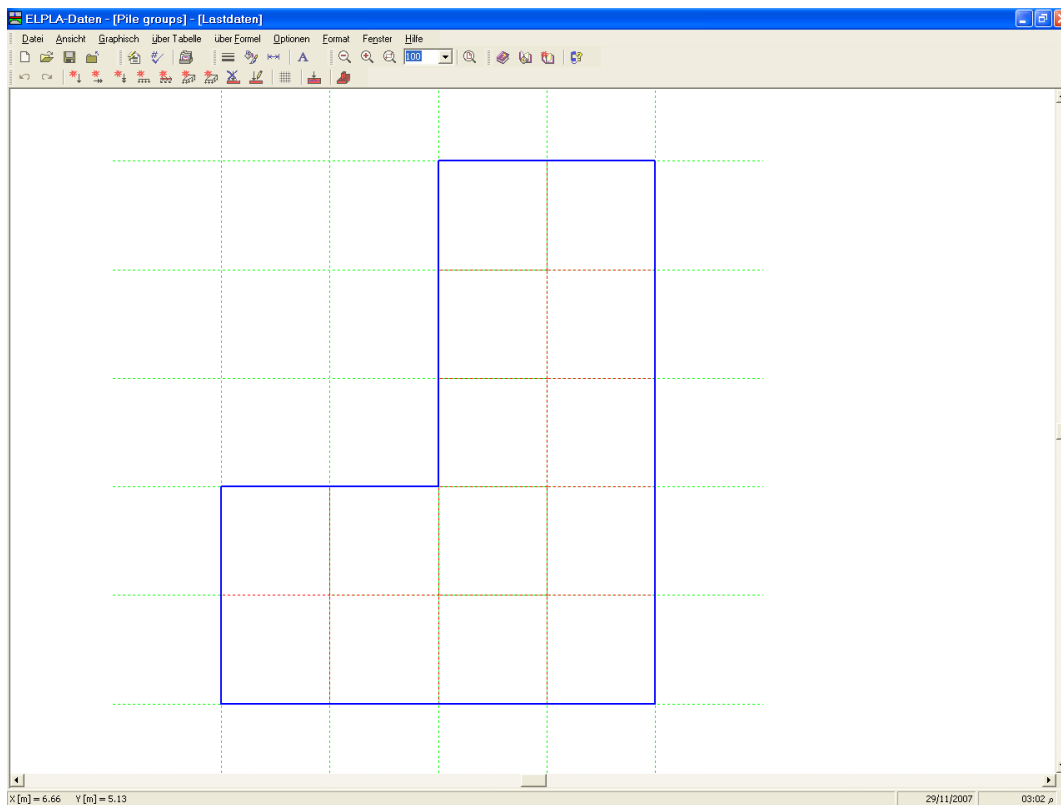 ELPLA-Daten - [Pile groups] - [Lastdaten]
Datei Ansicht Graphisch über Tabelle über Formel Optionen Format Fenster Hilfe
A 100
X [m] = 6.66 Y [m] = 5.13 29/11/2007 03:02 م